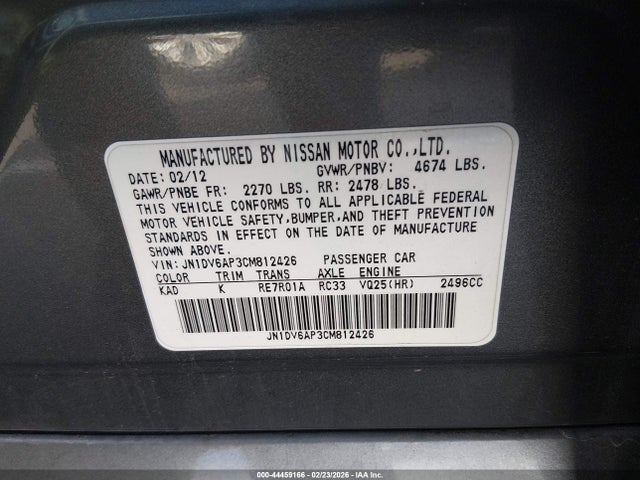 MANUFACTURED BY NISSAN MOTOR CO.,LTD.
DATE: 02/12 GVWR/PNBV: 4674 LBS.
GAWR/PNBE FR: 2270 LBS. RR: 2478 LBS.
THIS VEHICLE CONFORMS TO ALL APPLICABLE FEDERAL
MOTOR VEHICLE SAFETY,BUMPER,AND THEFT PREVENTION
STANDARDS IN EFFECT ON THE DATE OF MANUFACTURE
SHOWN ABOVE.
VIN: JN1DV6AP3CM812426 PASSENGER CAR
COLOR TRIM TRANS AXLE ENGINE
KAD K RE7R01A RC33 VQ25(HR) 2496CC
JN1DV6AP3CM812426
000-44459166 - 02/23/2026 - IAA Inc.